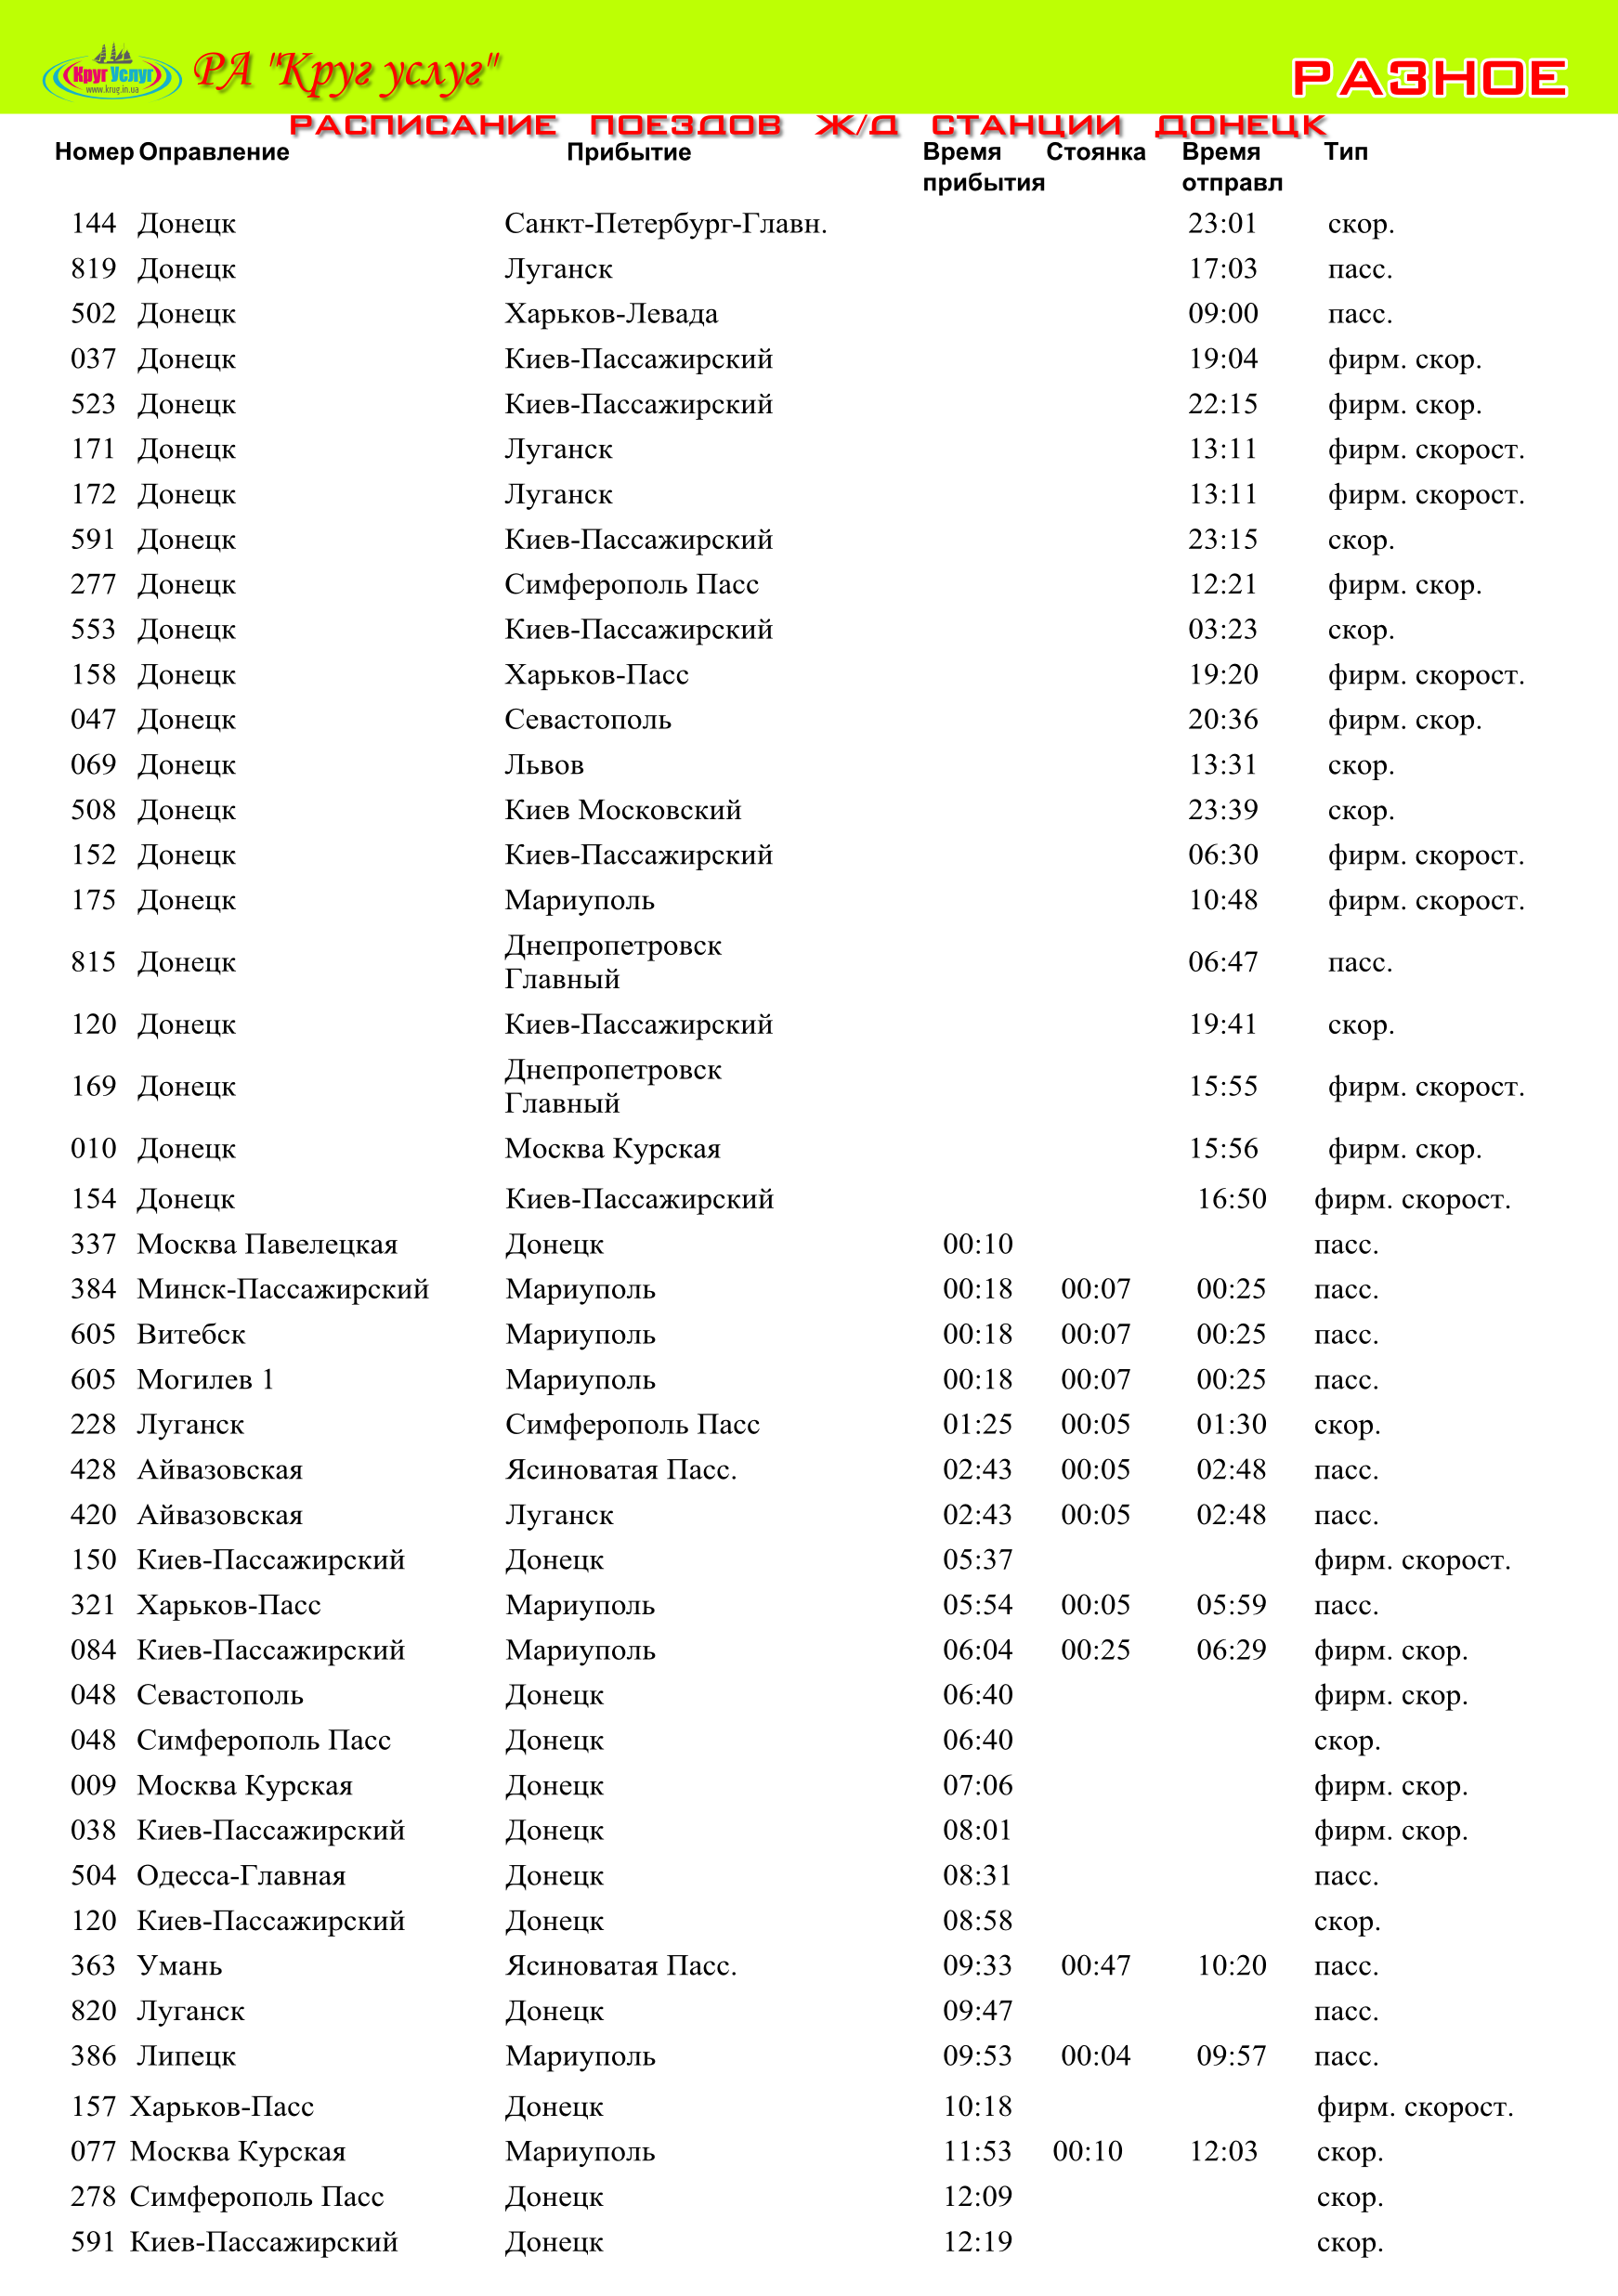 Круг Услуг
www.krug.in.ua
РА "Круг услуг"
РАЗНОЕ
РАСПИСАНИЕ ПОЕЗДОВ Ж/Д СТАНЦИИ ДОНЕЦК
Номер Оправление Прибытие Время Стоянка Время Тип
прибытия отправл
144 Донецк Санкт-Петербург-Главн. 23:01 скор.
819 Донецк Луганск 17:03 пасс.
502 Донецк Харьков-Левада 09:00 пасс.
037 Донецк Киев-Пассажирский 19:04 фирм. скор.
523 Донецк Киев-Пассажирский 22:15 фирм. скор.
171 Донецк Луганск 13:11 фирм. скорост.
172 Донецк Луганск 13:11 фирм. скорост.
591 Донецк Киев-Пассажирский 23:15 скор.
277 Донецк Симферополь Пасс 12:21 фирм. скор.
553 Донецк Киев-Пассажирский 03:23 скор.
158 Донецк Харьков-Пасс 19:20 фирм. скорост.
047 Донецк Севастополь 20:36 фирм. скор.
069 Донецк Львов 13:31 скор.
508 Донецк Киев Московский 23:39 скор.
152 Донецк Киев-Пассажирский 06:30 фирм. скорост.
175 Донецк Мариуполь 10:48 фирм. скорост.
Днепропетровск
815 Донецк 06:47 пасс.
Главный
120 Донецк Киев-Пассажирский 19:41 скор.
Днепропетровск
169 Донецк 15:55 фирм. скорост.
Главный
010 Донецк Москва Курская 15:56 фирм. скор.
154 Донецк Киев-Пассажирский 16:50 фирм. скорост.
337 Москва Павелецкая Донецк 00:10 пасс.
384 Минск-Пассажирский Мариуполь 00:18 00:07 00:25 пасс.
605 Витебск Мариуполь 00:18 00:07 00:25 пасс.
605 Могилев 1 Мариуполь 00:18 00:07 00:25 пасс.
228 Луганск Симферополь Пасс 01:25 00:05 01:30 скор.
428 Айвазовская Ясиноватая Пасс. 02:43 00:05 02:48 пасс.
420 Айвазовская Луганск 02:43 00:05 02:48 пасс.
150 Киев-Пассажирский Донецк 05:37 фирм. скорост.
321 Харьков-Пасс Мариуполь 05:54 00:05 05:59 пасс.
084 Киев-Пассажирский Мариуполь 06:04 00:25 06:29 фирм. скор.
048 Севастополь Донецк 06:40 фирм. скор.
048 Симферополь Пасс Донецк 06:40 скор.
009 Москва Курская Донецк 07:06 фирм. скор.
038 Киев-Пассажирский Донецк 08:01 фирм. скор.
504 Одесса-Главная Донецк 08:31 пасс.
120 Киев-Пассажирский Донецк 08:58 скор.
363 Умань Ясиноватая Пасс. 09:33 00:47 10:20 пасс.
820 Луганск Донецк 09:47 пасс.
386 Липецк Мариуполь 09:53 00:04 09:57 пасс.
157 Харьков-Пасс Донецк 10:18 фирм. скорост.
077 Москва Курская Мариуполь 11:53 00:10 12:03 скор.
278 Симферополь Пасс Донецк 12:09 скор.
591 Киев-Пассажирский Донецк 12:19 скор.